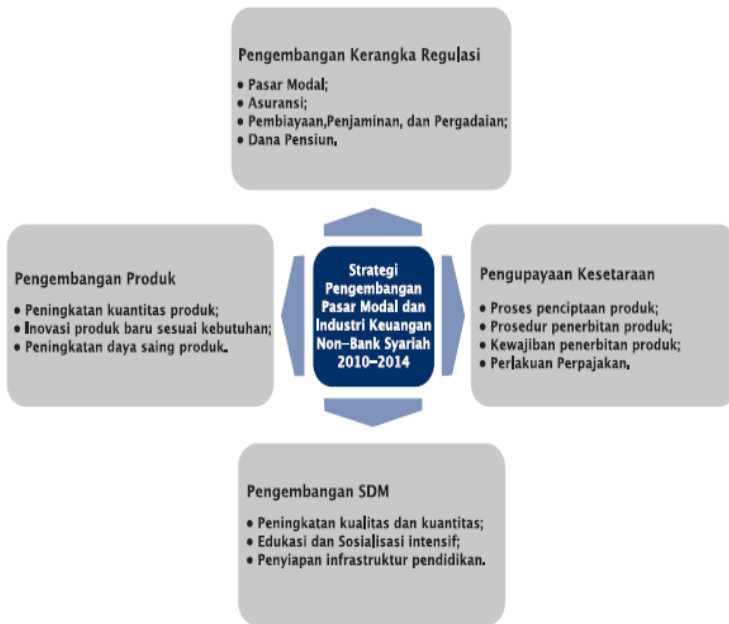 Pengembangan Kerangka Regulasi
• Pasar Modal;
• Asuransi;
• Pembiayaan,Penjaminan, dan Pergadaian;
• Dana Pensiun.
Pengembangan Produk
• Peningkatan kuantitas produk;
• Inovasi produk baru sesuai kebutuhan;
• Peningkatan daya saing produk.
Strategi
Pengembangan
Pasar Modal dan
Industri Keuangan
Non-Bank Syariah
2010–2014
Pengupayaan Kesetaraan
• Proses penciptaan produk;
• Prosedur penerbitan produk;
• Kewajiban penerbitan produk;
• Perlakuan Perpajakan.
Pengembangan SDM
• Peningkatan kualitas dan kuantitas;
• Edukasi dan Sosialisasi intensif;
• Penyiapan infrastruktur pendidikan.